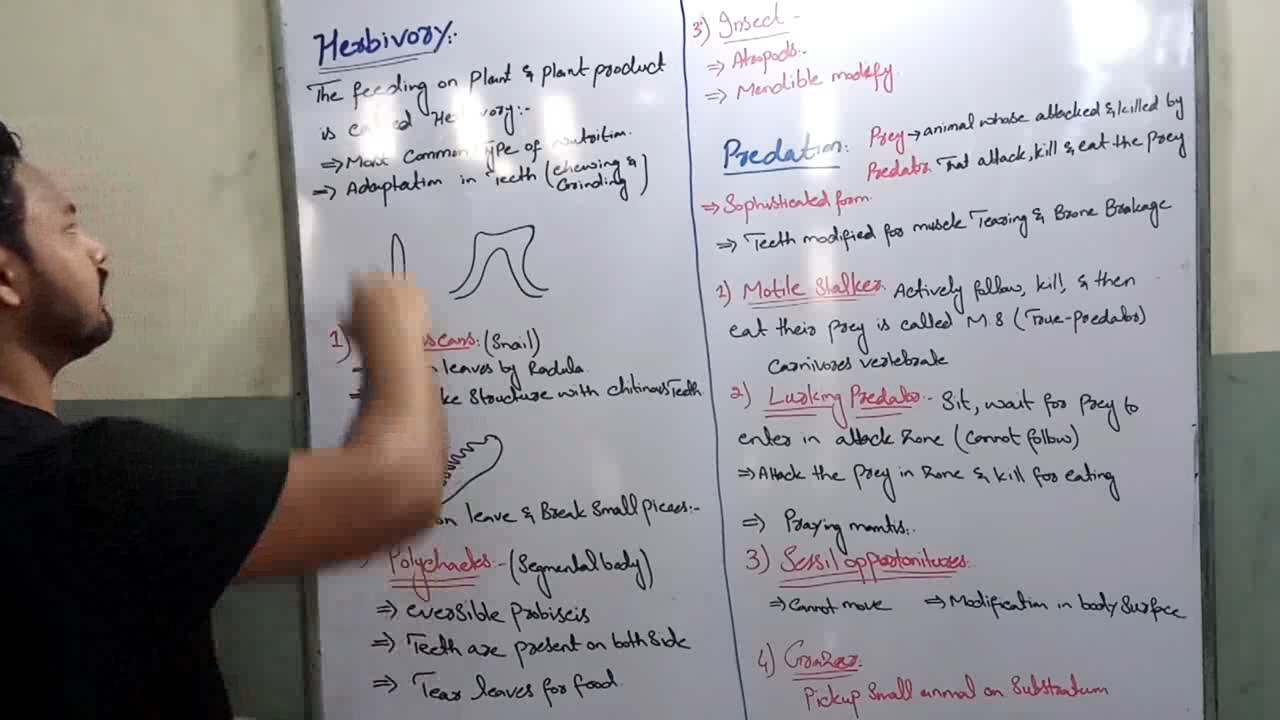 Herbivory:-
The feeding on Plant & Plant product
is called Herbivory:-
⇒ Most Common Type of nutrition.
⇒ Adaptation in Teeth (chewing & Grinding)
1) scans: (Snail)
leaves by Radula.
ke Structure with chitinous Teeth
on leave & Break Small pieces:-
Polychaets - (Segmental body)
⇒ eversible Probiscis
⇒ Teeth are present on both Side
⇒ Tear leaves for food.
3) Insect -
⇒ Atropods:-
⇒ Mandible modify
Predation: Prey → animal whose attacked & killed by
Predator That attack, kill & eat the prey
⇒ Sophisticated form.
⇒ Teeth modified for muscle Tearing & Brone Breakage
1) Motile Stalker. Actively follow, kill, & then
eat their prey is called M.S (True-predator)
Carnivores vertebrate
2) Lurking Predator - Sit, wait for Prey to
enter in attack Zone (Cannot follow)
⇒ Attack the Prey in Zone & kill for eating
⇒ Praying mantis..
3) Sessil oppo
⇒ Cannot move ⇒ Modification in body Surface
4) Grazer.
Pickup Small anmal on Substratum